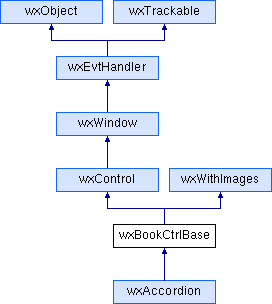 wxObject
wxTrackable
wxEvtHandler
wxWindow
wxControl
wxWithImages
wxBookCtrlBase
wxAccordion